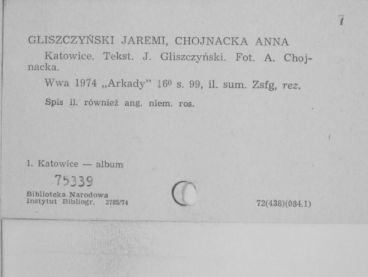 7
GLISZCZYŃSKI JAREMI, CHOJNACKA ANNA
Katowice. Tekst. J. Gliszczyński. Fot. A. Choj-
nacka.
Wwa 1974 „Arkady” 16⁰ s. 99, il. sum. Zsfg, rez.
Spis il. również ang. niem. ros.
1. Katowice — album
75339
Biblioteka Narodowa
Instytut Bibliogr. 2785/74
72(438)(084.1)